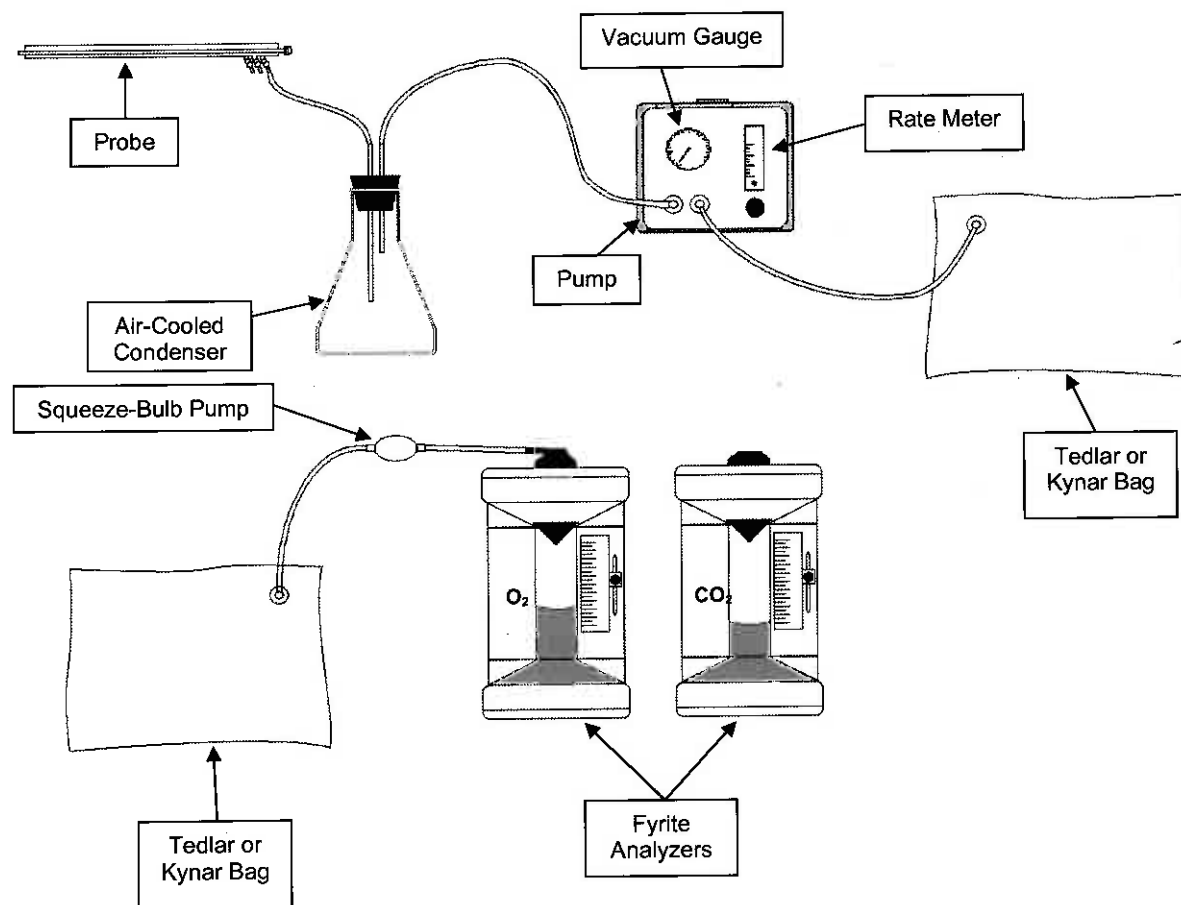 Vacuum Gauge
Rate Meter
Probe
Pump
Air-Cooled
Condenser
Squeeze-Bulb Pump
Tedlar or
Kynar Bag
O₂
CO₂
Tedlar or
Kynar Bag
Fyrite
Analyzers